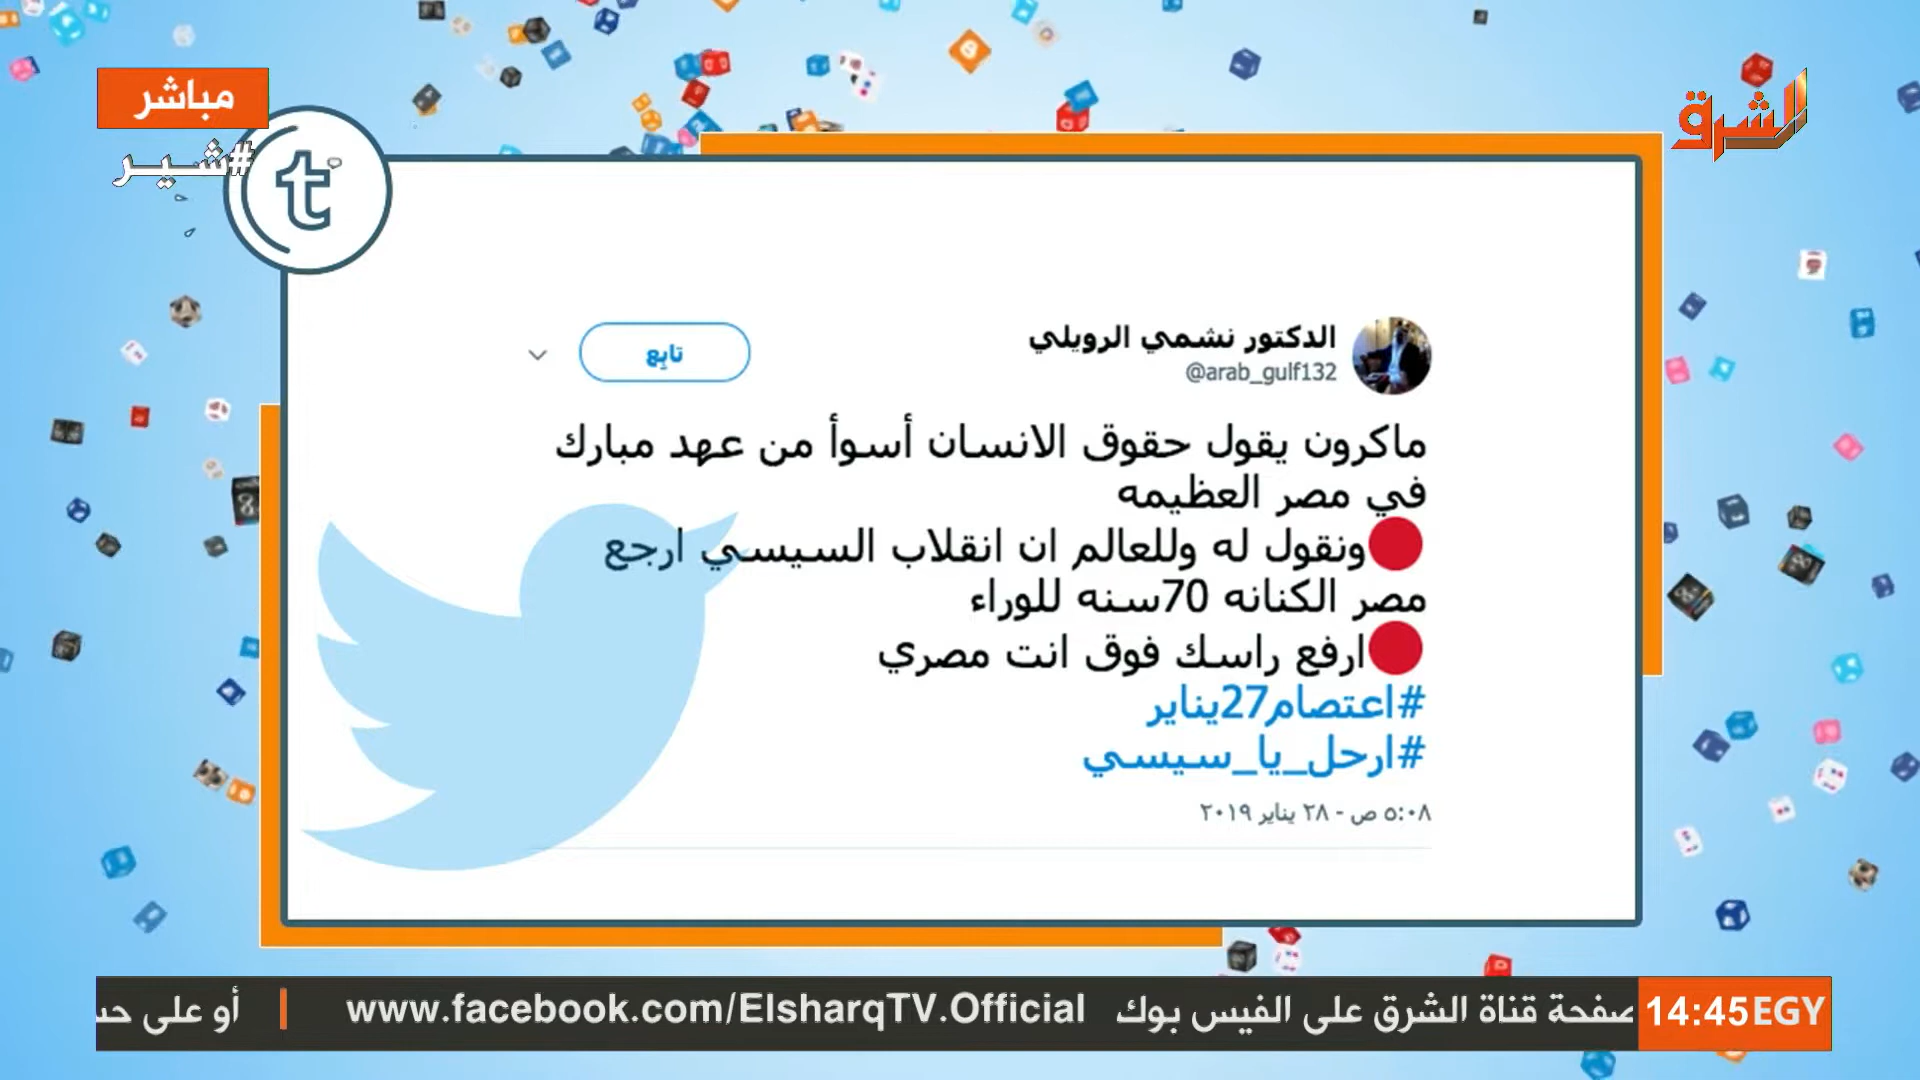 مباشر
#شير
الشرق
t
الدكتور نشمي الرويلي
@arab_gulf132
تابِع
ماكرون يقول حقوق الانسان أسوأ من عهد مبارك
في مصر العظيمه
ونقول له وللعالم ان انقلاب السيسي ارجع
مصر الكنانه 70سنه للوراء
ارفع راسك فوق انت مصري
#اعتصام27يناير
#ارحل_يا_سيسي
٥:٠٨ ص - ٢٨ يناير ٢٠١٩
14:45EGY
صفحة قناة الشرق على الفيس بوك www.facebook.com/ElsharqTV.Official | أو على